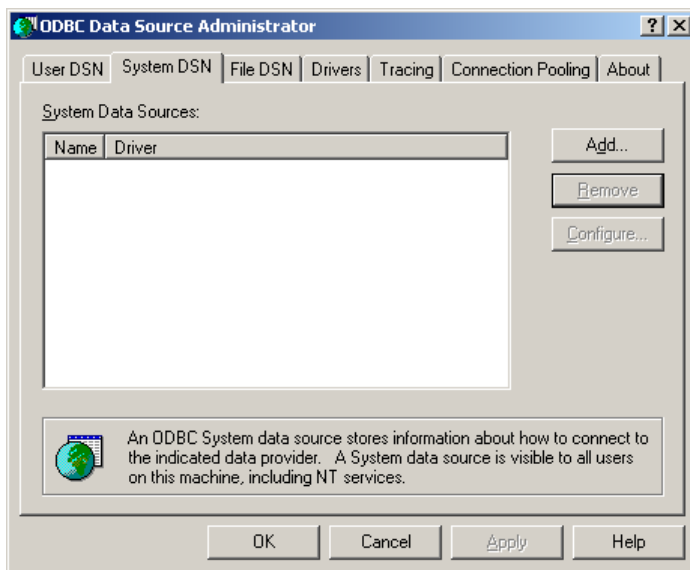 ODBC Data Source Administrator
User DSN System DSN File DSN Drivers Tracing Connection Pooling About
System Data Sources:
Name Driver
Add...
Remove
Configure...
An ODBC System data source stores information about how to connect to
the indicated data provider. A System data source is visible to all users
on this machine, including NT services.
OK Cancel Apply Help